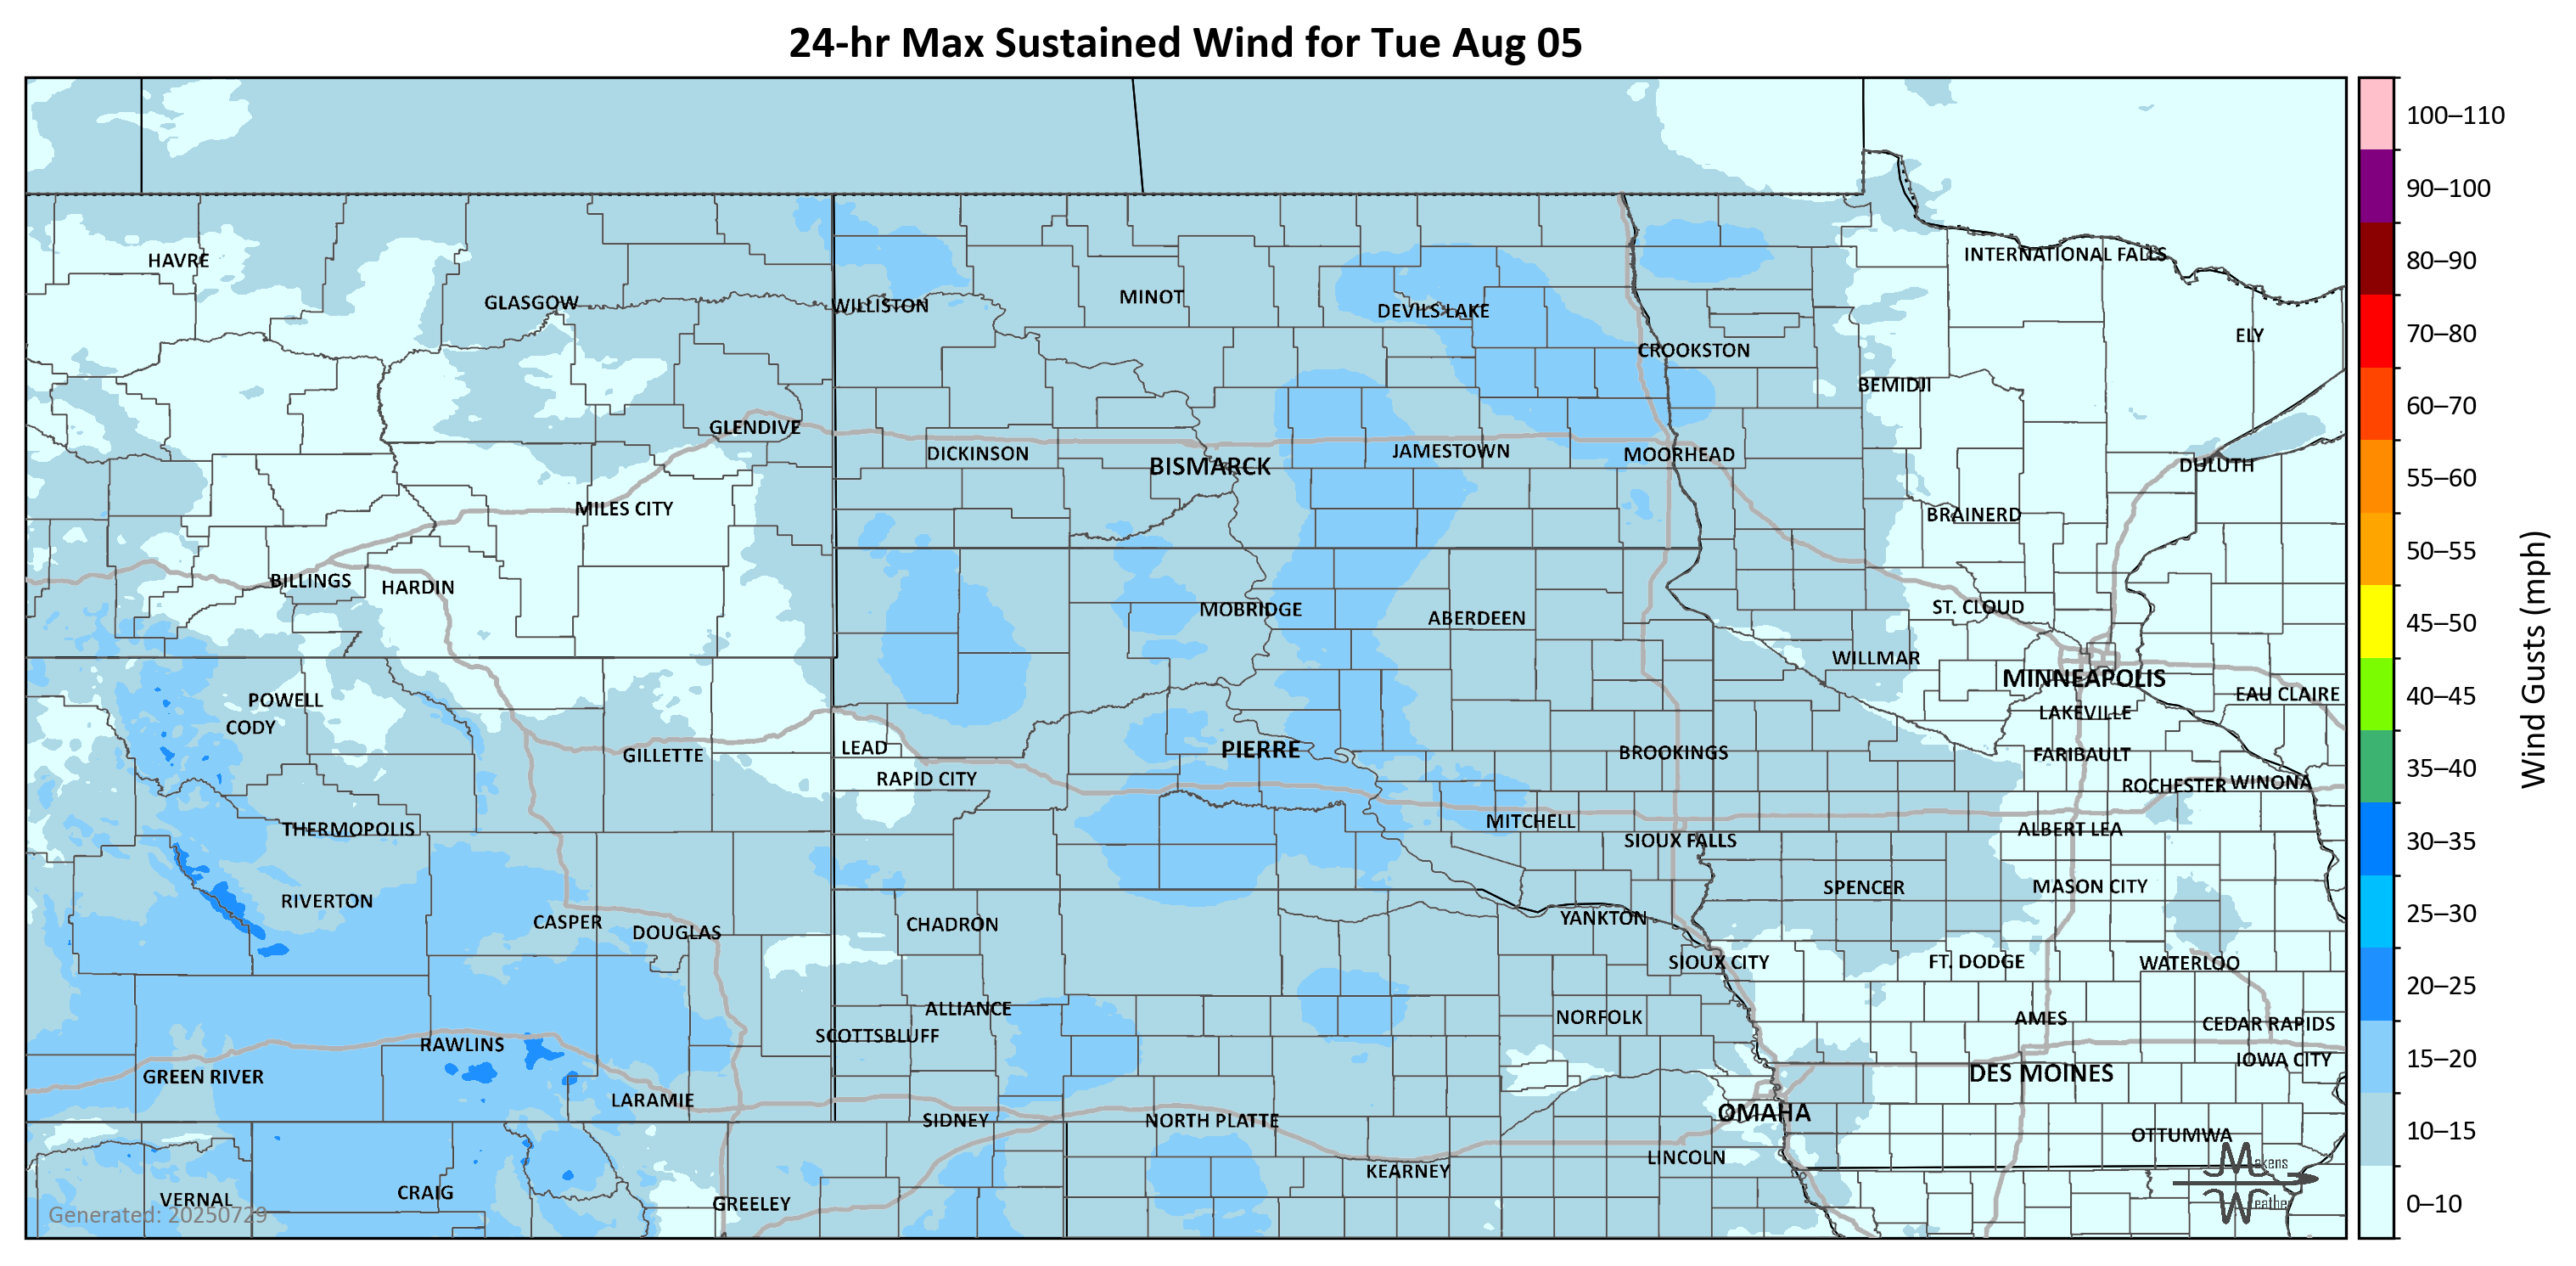 24-hr Max Sustained Wind for Tue Aug 05
100–110
90–100
80–90
70–80
60–70
55–60
50–55
45–50
40–45
35–40
30–35
25–30
20–25
15–20
10–15
0–10
Wind Gusts (mph)
HAVRE
INTERNATIONAL FALLS
GLASGOW
WILLISTON
MINOT
DEVILS LAKE
ELY
CROOKSTON
BEMIDJI
GLENDIVE
DICKINSON
BISMARCK
JAMESTOWN
MOORHEAD
DULUTH
MILES CITY
BRAINERD
BILLINGS
HARDIN
MOBRIDGE
ABERDEEN
ST. CLOUD
WILLMAR
MINNEAPOLIS
EAU CLAIRE
POWELL
CODY
LAKEVILLE
GILLETTE
LEAD
PIERRE
BROOKINGS
FARIBAULT
RAPID CITY
ROCHESTER
WINONA
THERMOPOLIS
MITCHELL
ALBERT LEA
SIOUX FALLS
RIVERTON
SPENCER
MASON CITY
CASPER
DOUGLAS
CHADRON
YANKTON
SIOUX CITY
FT. DODGE
WATERLOO
ALLIANCE
NORFOLK
AMES
CEDAR RAPIDS
SCOTTSBLUFF
RAWLINS
IOWA CITY
GREEN RIVER
DES MOINES
LARAMIE
SIDNEY
NORTH PLATTE
OMAHA
OTTUMWA
KEARNEY
LINCOLN
VERNAL
CRAIG
GREELEY
Generated: 20250729
Makens
Weather